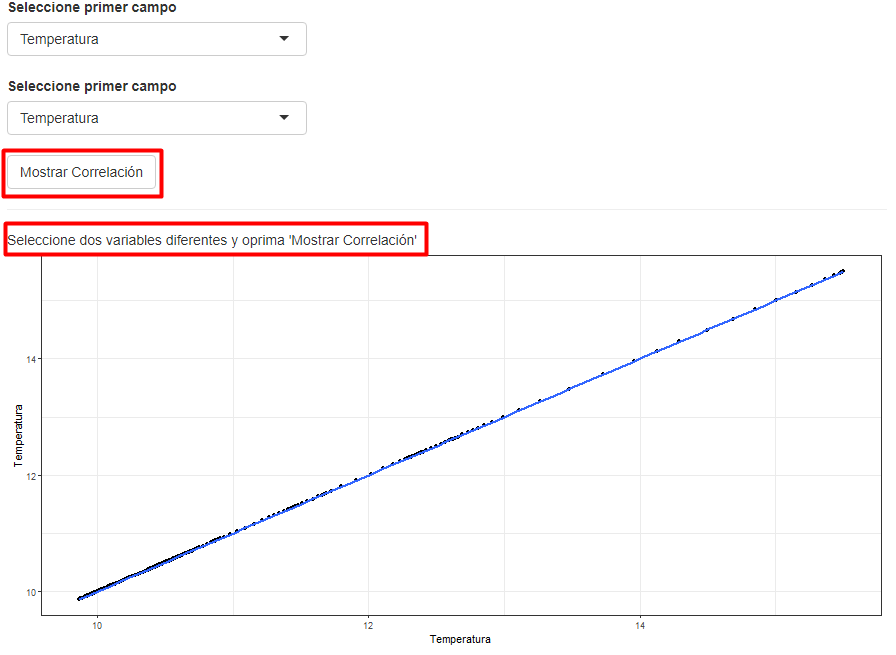 Seleccione primer campo
Temperatura
Seleccione primer campo
Temperatura
Mostrar Correlación
Seleccione dos variables diferentes y oprima 'Mostrar Correlación'
14
12
10
Temperatura
10 12 14
Temperatura